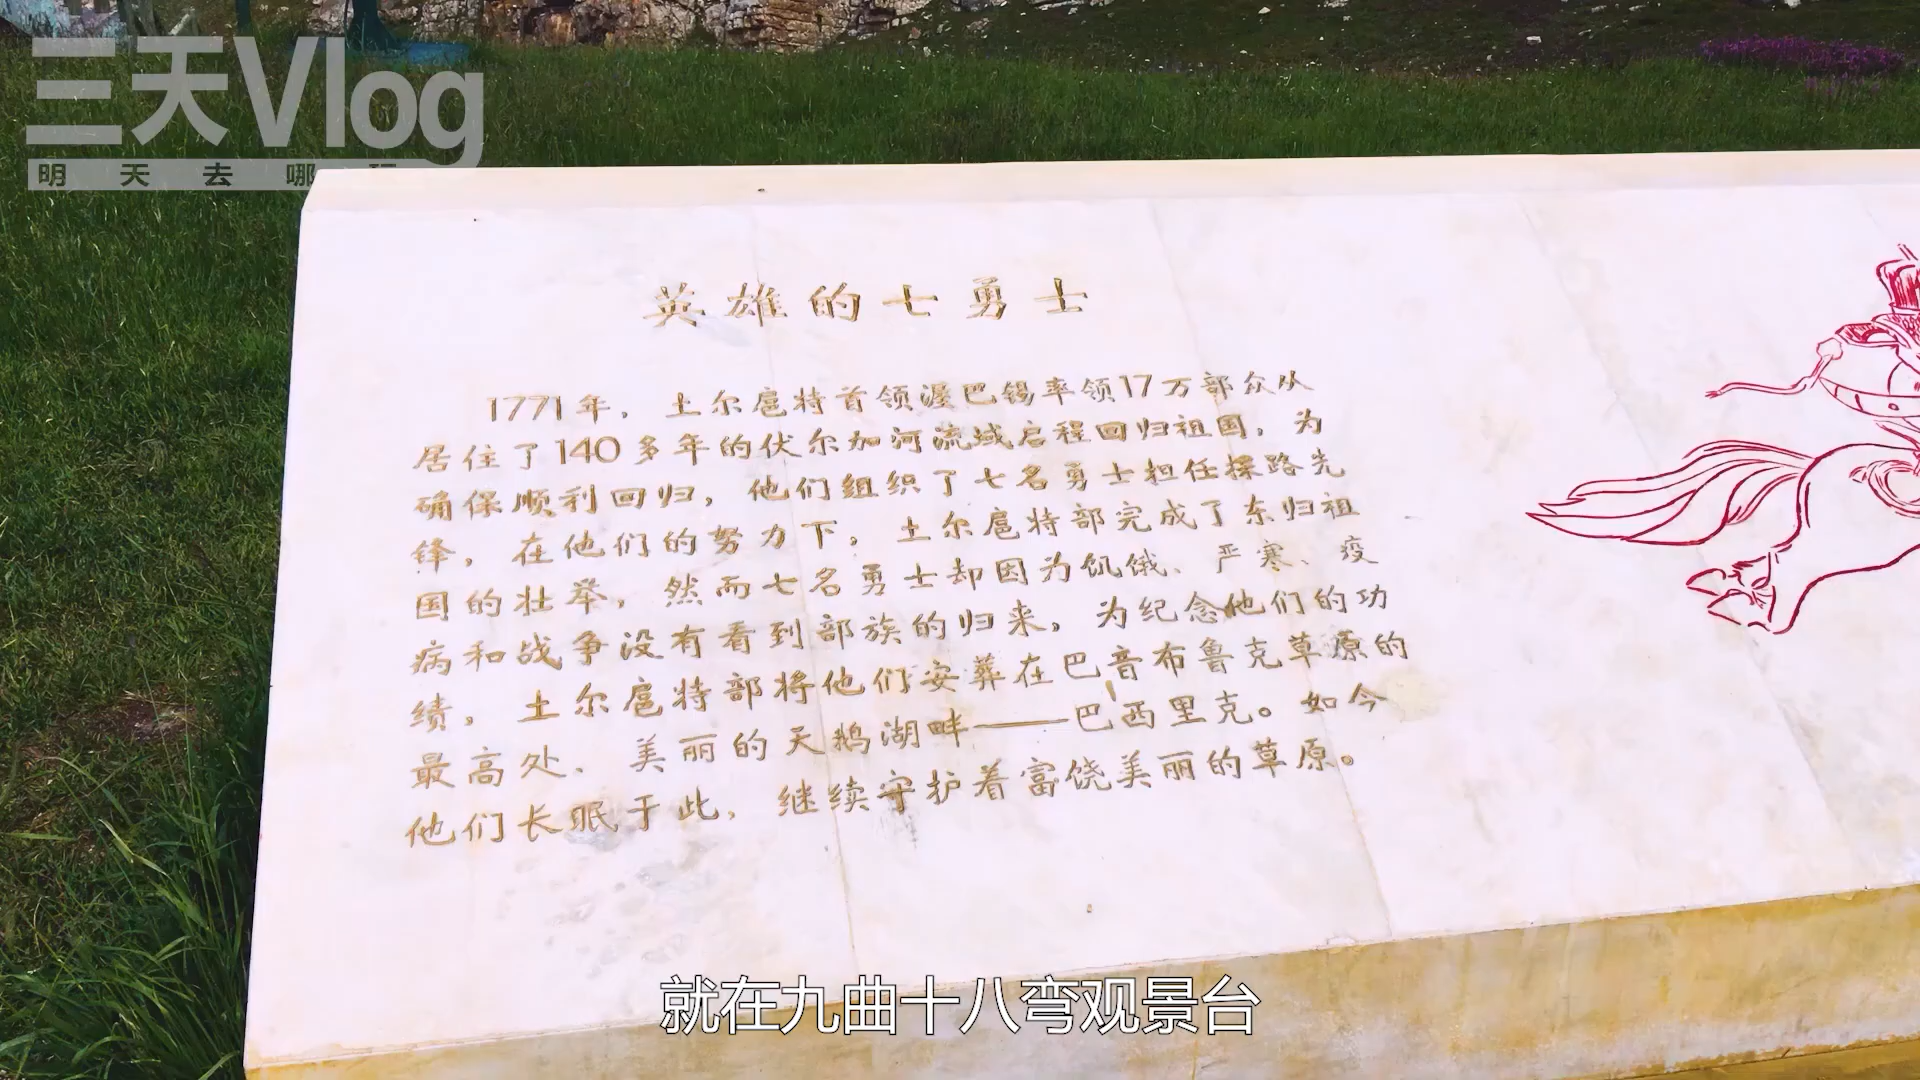 三天Vlog
明天去哪
英雄的七勇士
1771年，土尔扈特首领渥巴锡率领17万部众从
居住了140多年的伏尔加河流域启程回归祖国，为
确保顺利回归，他们组织了七名勇士担任探路先
锋，在他们的努力下，土尔扈特部完成了东归祖
国的壮举，然而七名勇士却因为饥饿、严寒、疫
病和战争没有看到部族的归来，为纪念他们的功
绩，土尔扈特部将他们安葬在巴音布鲁克草原的
最高处、美丽的天鹅湖畔——巴西里克。如今
他们长眠于此，继续守护着富饶美丽的草原。
就在九曲十八弯观景台